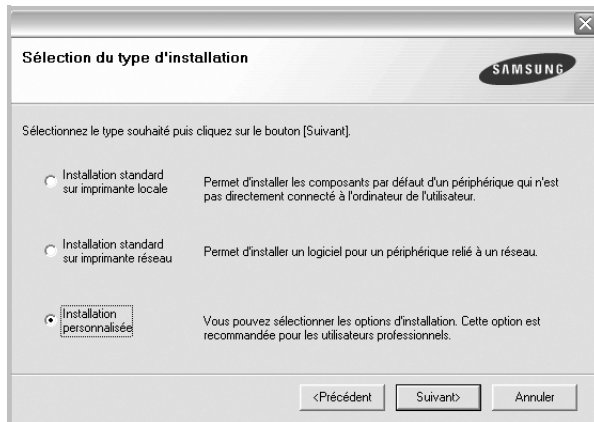 Sélection du type d'installation
SAMSUNG
Sélectionnez le type souhaité puis cliquez sur le bouton [Suivant].
Installation standard
sur imprimante locale
Permet d'installer les composants par défaut d'un périphérique qui n'est
pas directement connecté à l'ordinateur de l'utilisateur.
Installation standard
sur imprimante réseau
Permet d'installer un logiciel pour un périphérique relié à un réseau.
Installation
personnalisée
Vous pouvez sélectionner les options d'installation. Cette option est
recommandée pour les utilisateurs professionnels.
<Précédent
Suivant>
Annuler